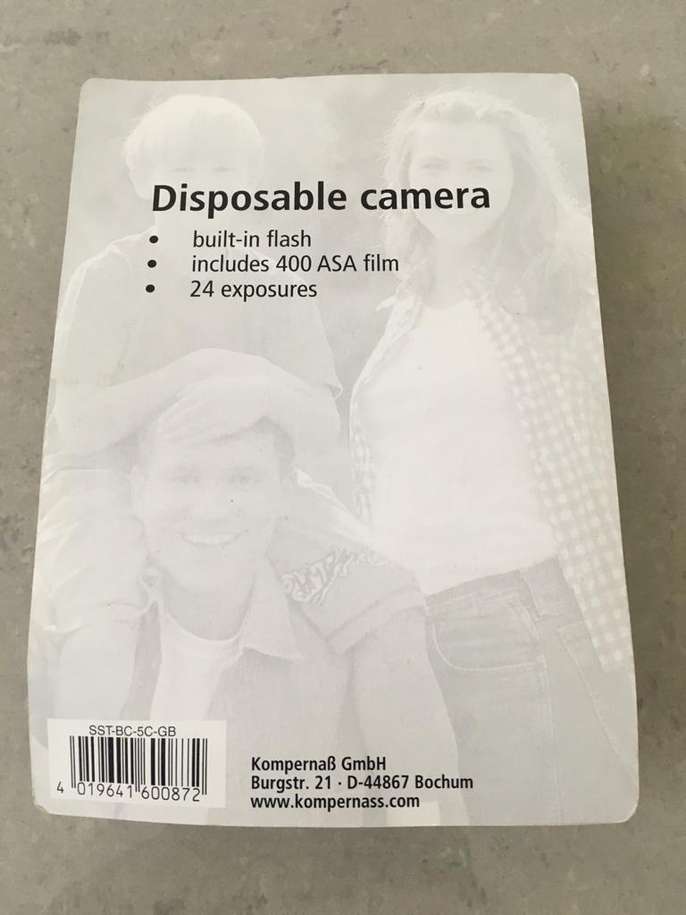 Disposable camera
• built-in flash
• includes 400 ASA film
• 24 exposures
SST-BC-5C-GB
4 019641 600872
Kompernaß GmbH
Burgstr. 21 · D-44867 Bochum
www.kompernass.com